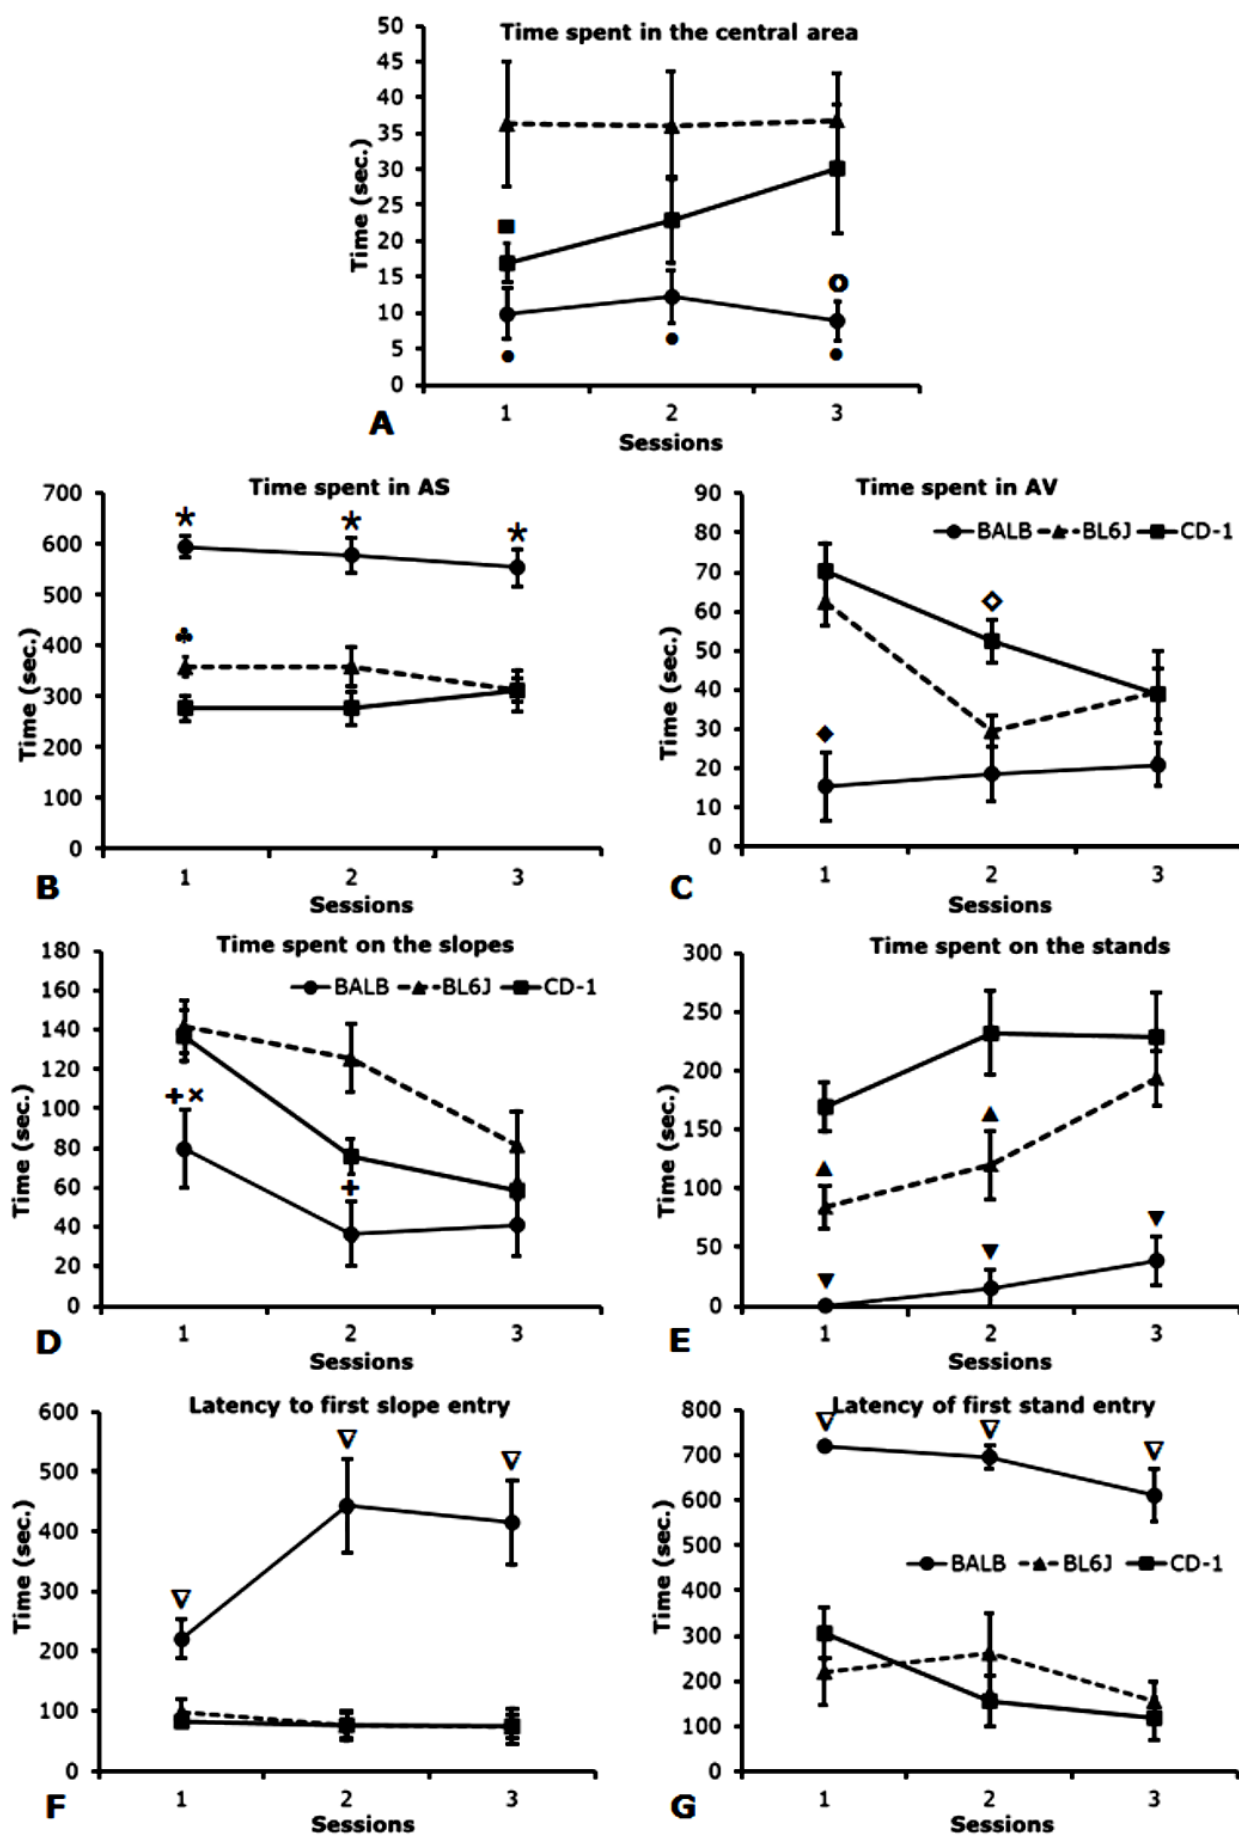 Time spent in the central area
50
45
40
35
30
25
20
15
10
5
0
Time (sec.)
1 2 3
Sessions
A
Time spent in AS
700
600
500
400
300
200
100
0
Time (sec.)
1 2 3
Sessions
B
Time spent in AV
BALB BL6J CD-1
90
80
70
60
50
40
30
20
10
0
Time (sec.)
1 2 3
Sessions
C
Time spent on the slopes
BALB BL6J CD-1
180
160
140
120
100
80
60
40
20
0
Time (sec.)
1 2 3
Sessions
D
Time spent on the stands
300
250
200
150
100
50
0
Time (sec.)
1 2 3
Sessions
E
Latency to first slope entry
600
500
400
300
200
100
0
Time (sec.)
1 2 3
Sessions
F
Latency of first stand entry
800
700
600
500
400
300
200
100
0
Time (sec.)
BALB BL6J CD-1
1 2 3
Sessions
G